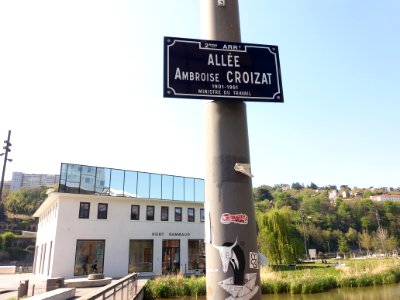 2ème ARRT
ALLÉE
AMBROISE CROIZAT
1901-1951
MINISTRE DU TRAVAIL
PORT RAMBAUD